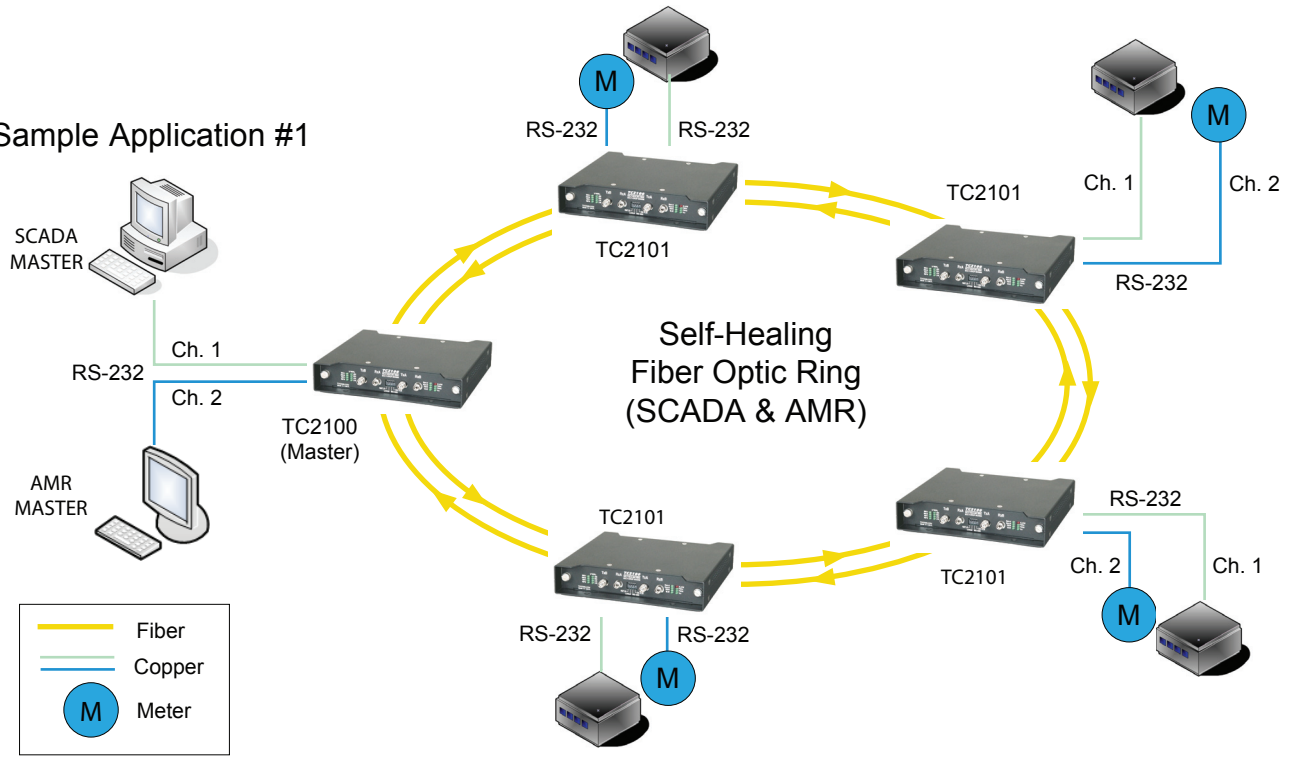 Sample Application #1
SCADA
MASTER
Ch. 1
RS-232
Ch. 2
AMR
MASTER
TC2100
(Master)
M
RS-232
RS-232
TC2101
M
Ch. 1
Ch. 2
TC2101
RS-232
Self-Healing
Fiber Optic Ring
(SCADA & AMR)
TC2101
RS-232
RS-232
M
RS-232
Ch. 2
Ch. 1
TC2101
M
Fiber
Copper
M
Meter